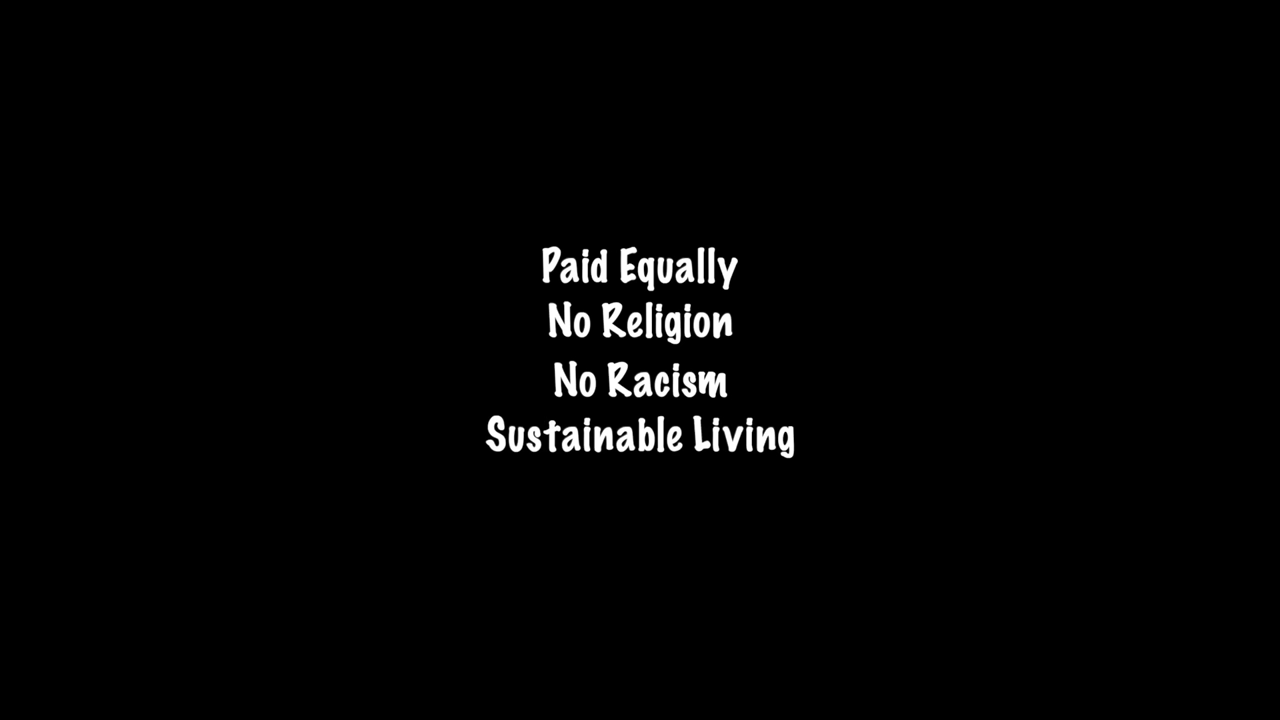 Paid Equally
No Religion
No Racism
Sustainable Living